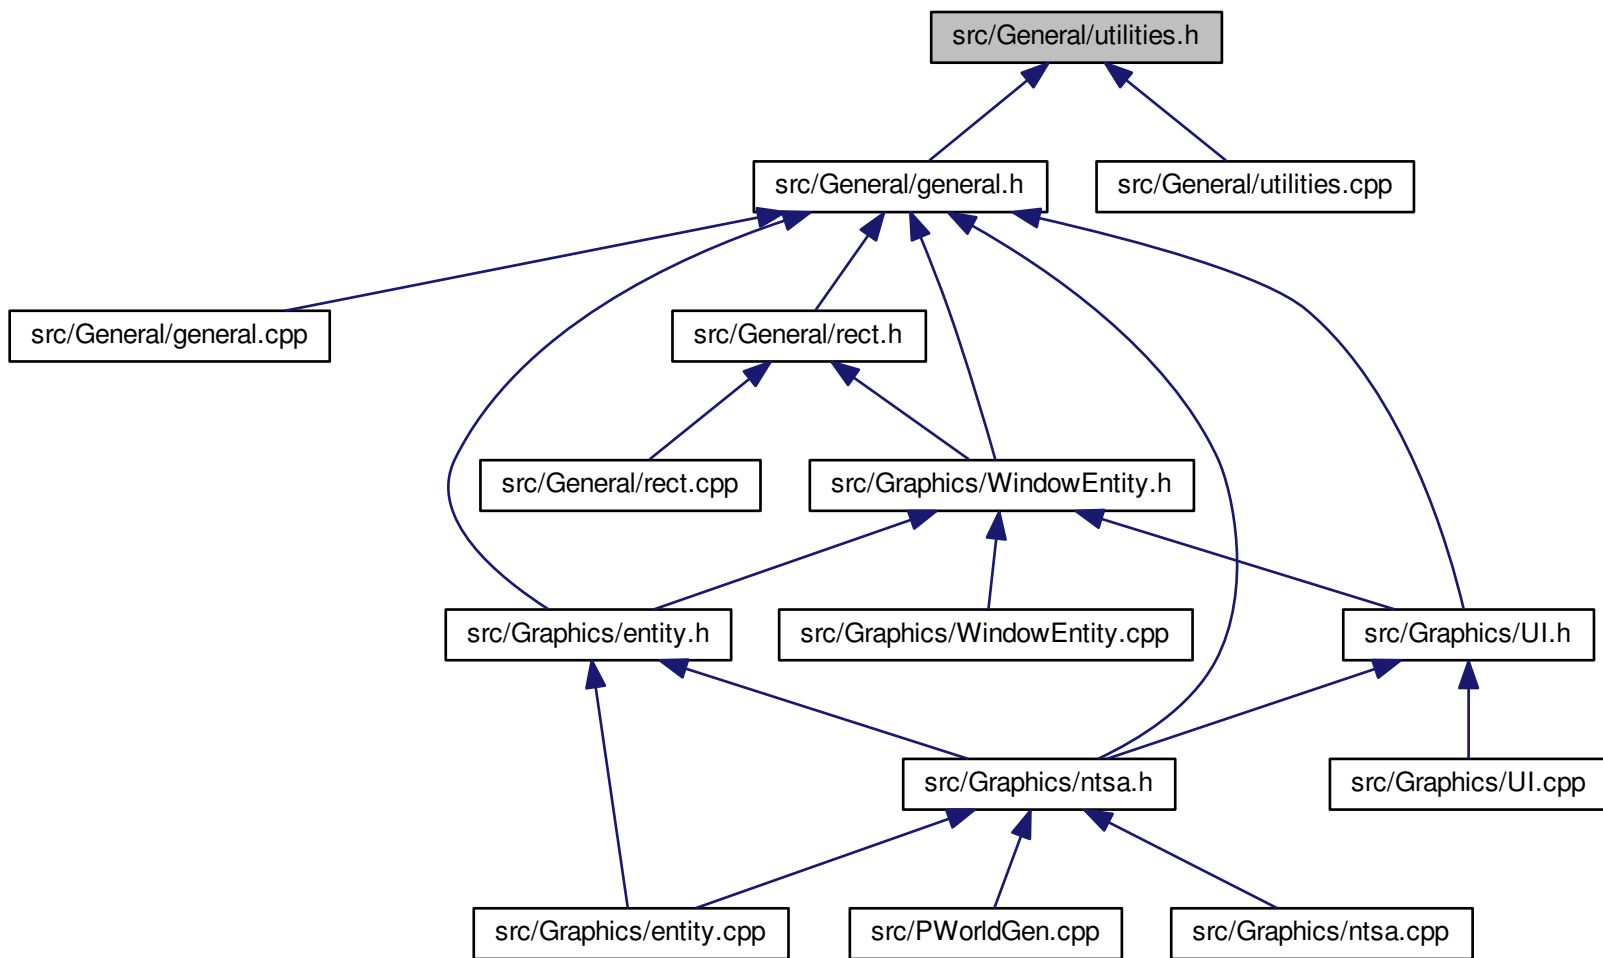 src/General/utilities.h
src/General/general.h
src/General/utilities.cpp
src/General/general.cpp
src/General/rect.h
src/General/rect.cpp
src/Graphics/WindowEntity.h
src/Graphics/entity.h
src/Graphics/WindowEntity.cpp
src/Graphics/UI.h
src/Graphics/ntsa.h
src/Graphics/UI.cpp
src/Graphics/entity.cpp
src/PWorldGen.cpp
src/Graphics/ntsa.cpp